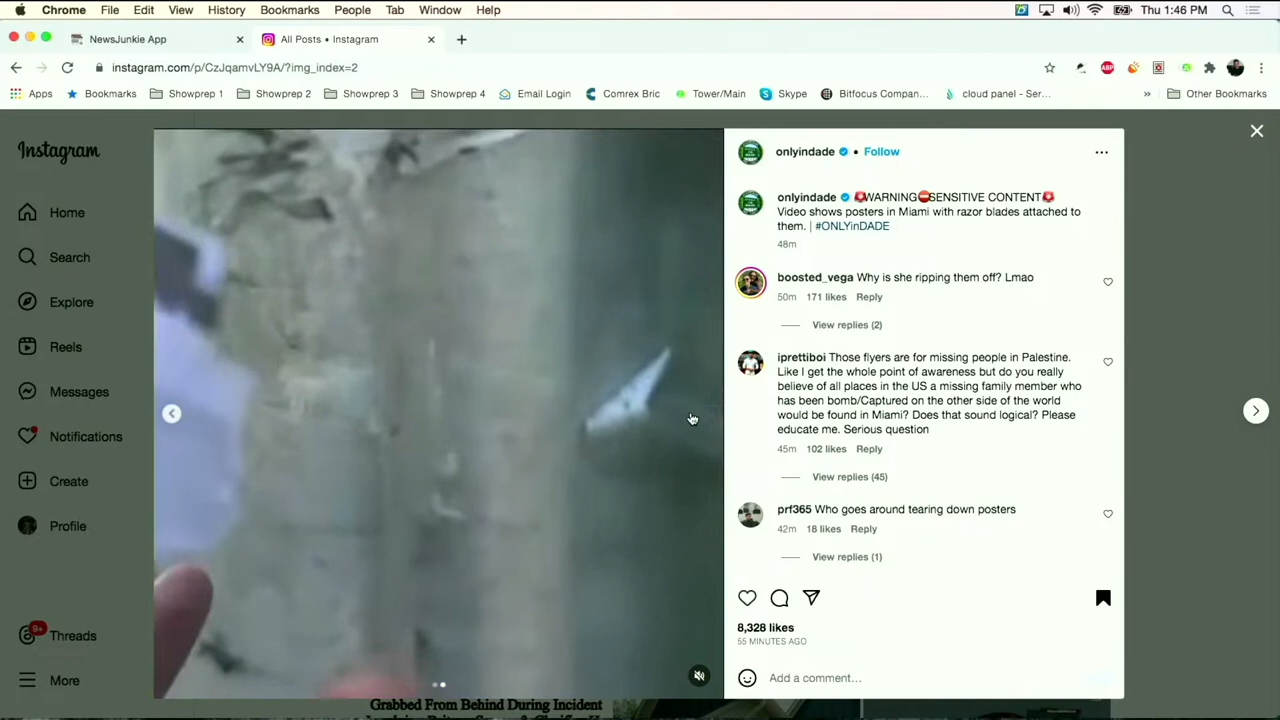 Chrome File Edit View History Bookmarks People Tab Window Help Thu 1:46 PM
NewsJunkie App All Posts • Instagram
instagram.com/p/CzJqamvLY9A/?img_index=2 ABP
Apps Bookmarks Showprep 1 Showprep 2 Showprep 3 Showprep 4 Email Login Comrex Bric Tower/Main Skype Bitfocus Compan... cloud panel - Ser... » Other Bookmarks
Instagram
Home
Search
Explore
Reels
Messages
Notifications
Create
Profile
9+ Threads
More
onlyindade • Follow
onlyindade WARNING SENSITIVE CONTENT
Video shows posters in Miami with razor blades attached to
them. | #ONLYinDADE
48m
boosted_vega Why is she ripping them off? Lmao
50m 171 likes Reply
View replies (2)
iprettiboi Those flyers are for missing people in Palestine.
Like I get the whole point of awareness but do you really
believe of all places in the US a missing family member who
has been bomb/Captured on the other side of the world
would be found in Miami? Does that sound logical? Please
educate me. Serious question
45m 102 likes Reply
View replies (45)
prf365 Who goes around tearing down posters
42m 18 likes Reply
View replies (1)
8,328 likes
55 MINUTES AGO
Add a comment...
Grabbed From Behind During Incident